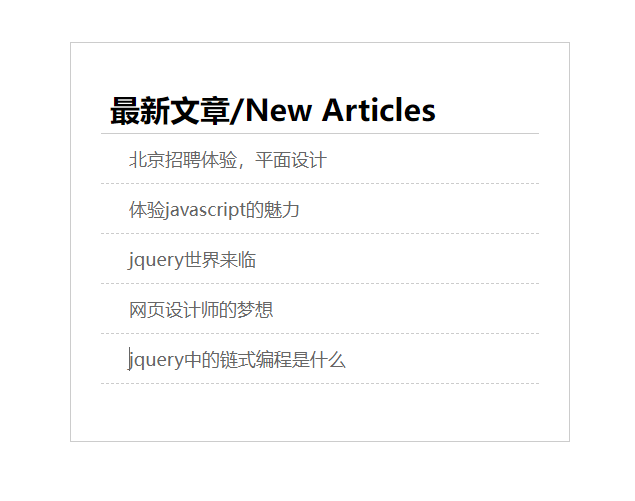 最新文章/New Articles
北京招聘体验，平面设计
体验javascript的魅力
jquery世界来临
网页设计师的梦想
jquery中的链式编程是什么